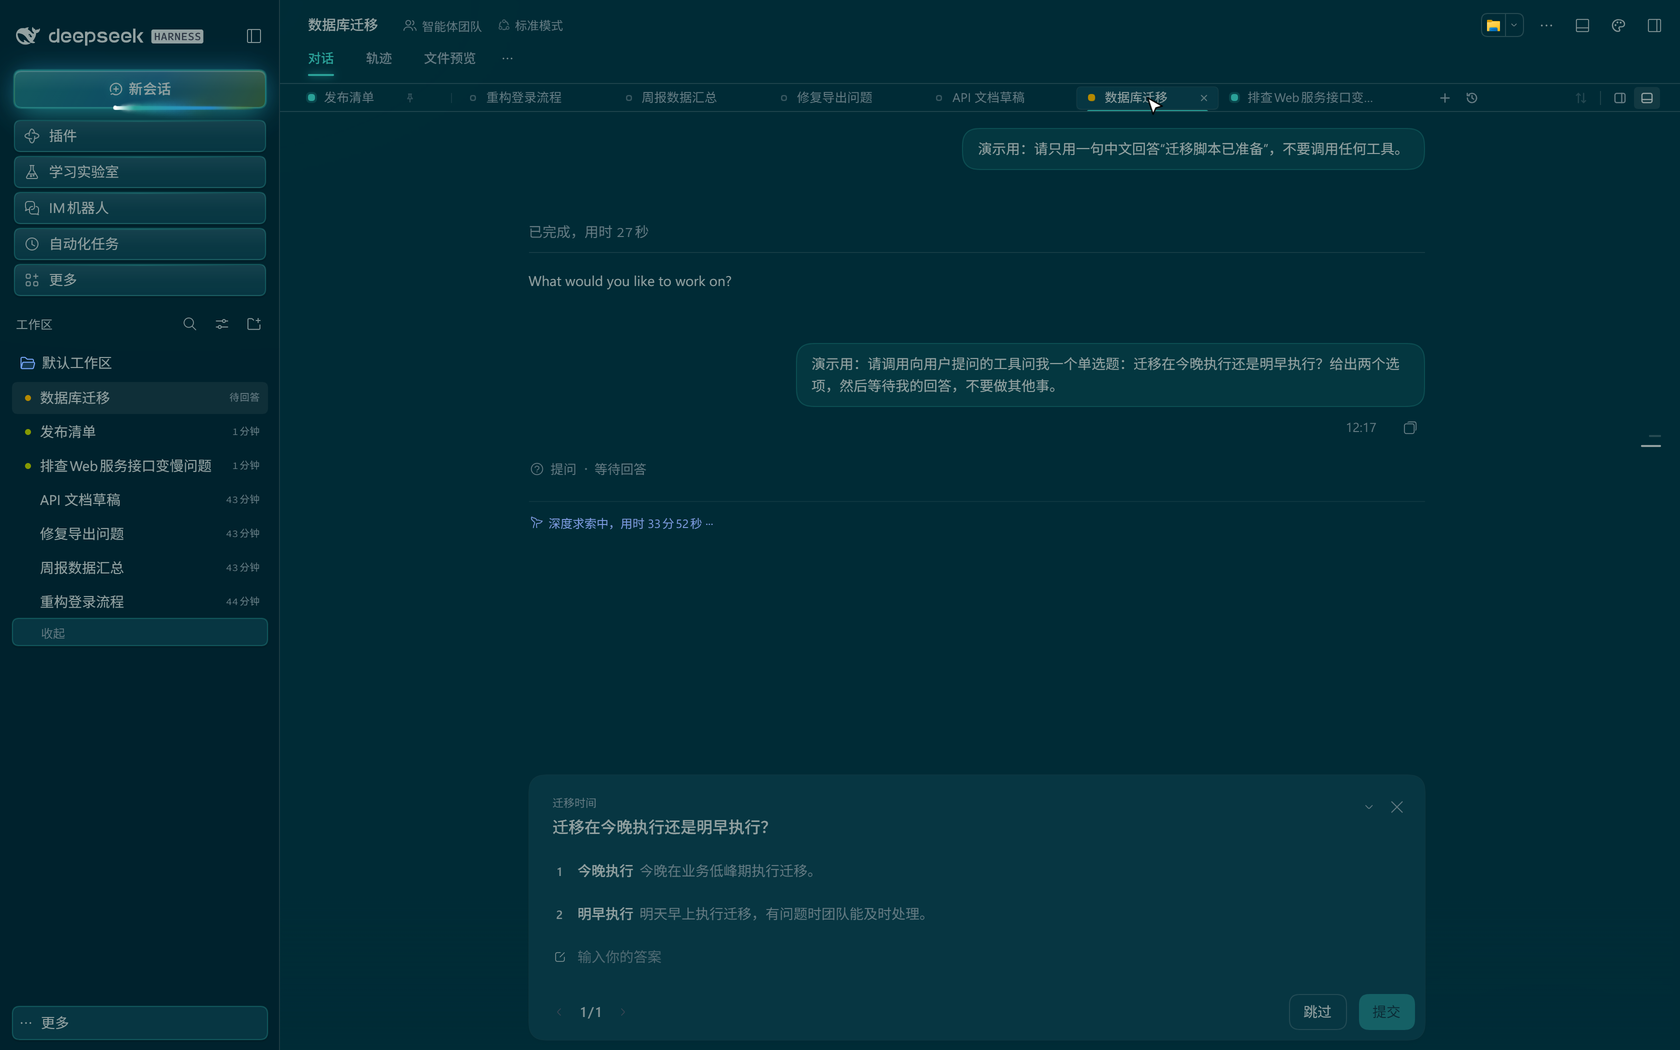 deepseek HARNESS
新会话
插件
学习实验室
IM 机器人
自动化任务
更多
工作区
默认工作区
数据库迁移 待回答
发布清单 1 分钟
排查 Web 服务接口变慢问题 1 分钟
API 文档草稿 43 分钟
修复导出问题 43 分钟
周报数据汇总 43 分钟
重构登录流程 44 分钟
收起
··· 更多
数据库迁移 智能体团队 标准模式
对话 轨迹 文件预览 ···
发布清单 重构登录流程 周报数据汇总 修复导出问题 API 文档草稿 数据库迁移 排查 Web 服务接口变...
演示用：请只用一句中文回答“迁移脚本已准备”，不要调用任何工具。
已完成，用时 27 秒
What would you like to work on?
演示用：请调用向用户提问的工具问我一个单选题：迁移在今晚执行还是明早执行？给出两个选
项，然后等待我的回答，不要做其他事。
12:17
提问 · 等待回答
深度求索中，用时 33 分 52 秒 ···
迁移时间
迁移在今晚执行还是明早执行？
1 今晚执行 今晚在业务低峰期执行迁移。
2 明早执行 明天早上执行迁移，有问题时团队能及时处理。
输入你的答案
1/1
跳过 提交